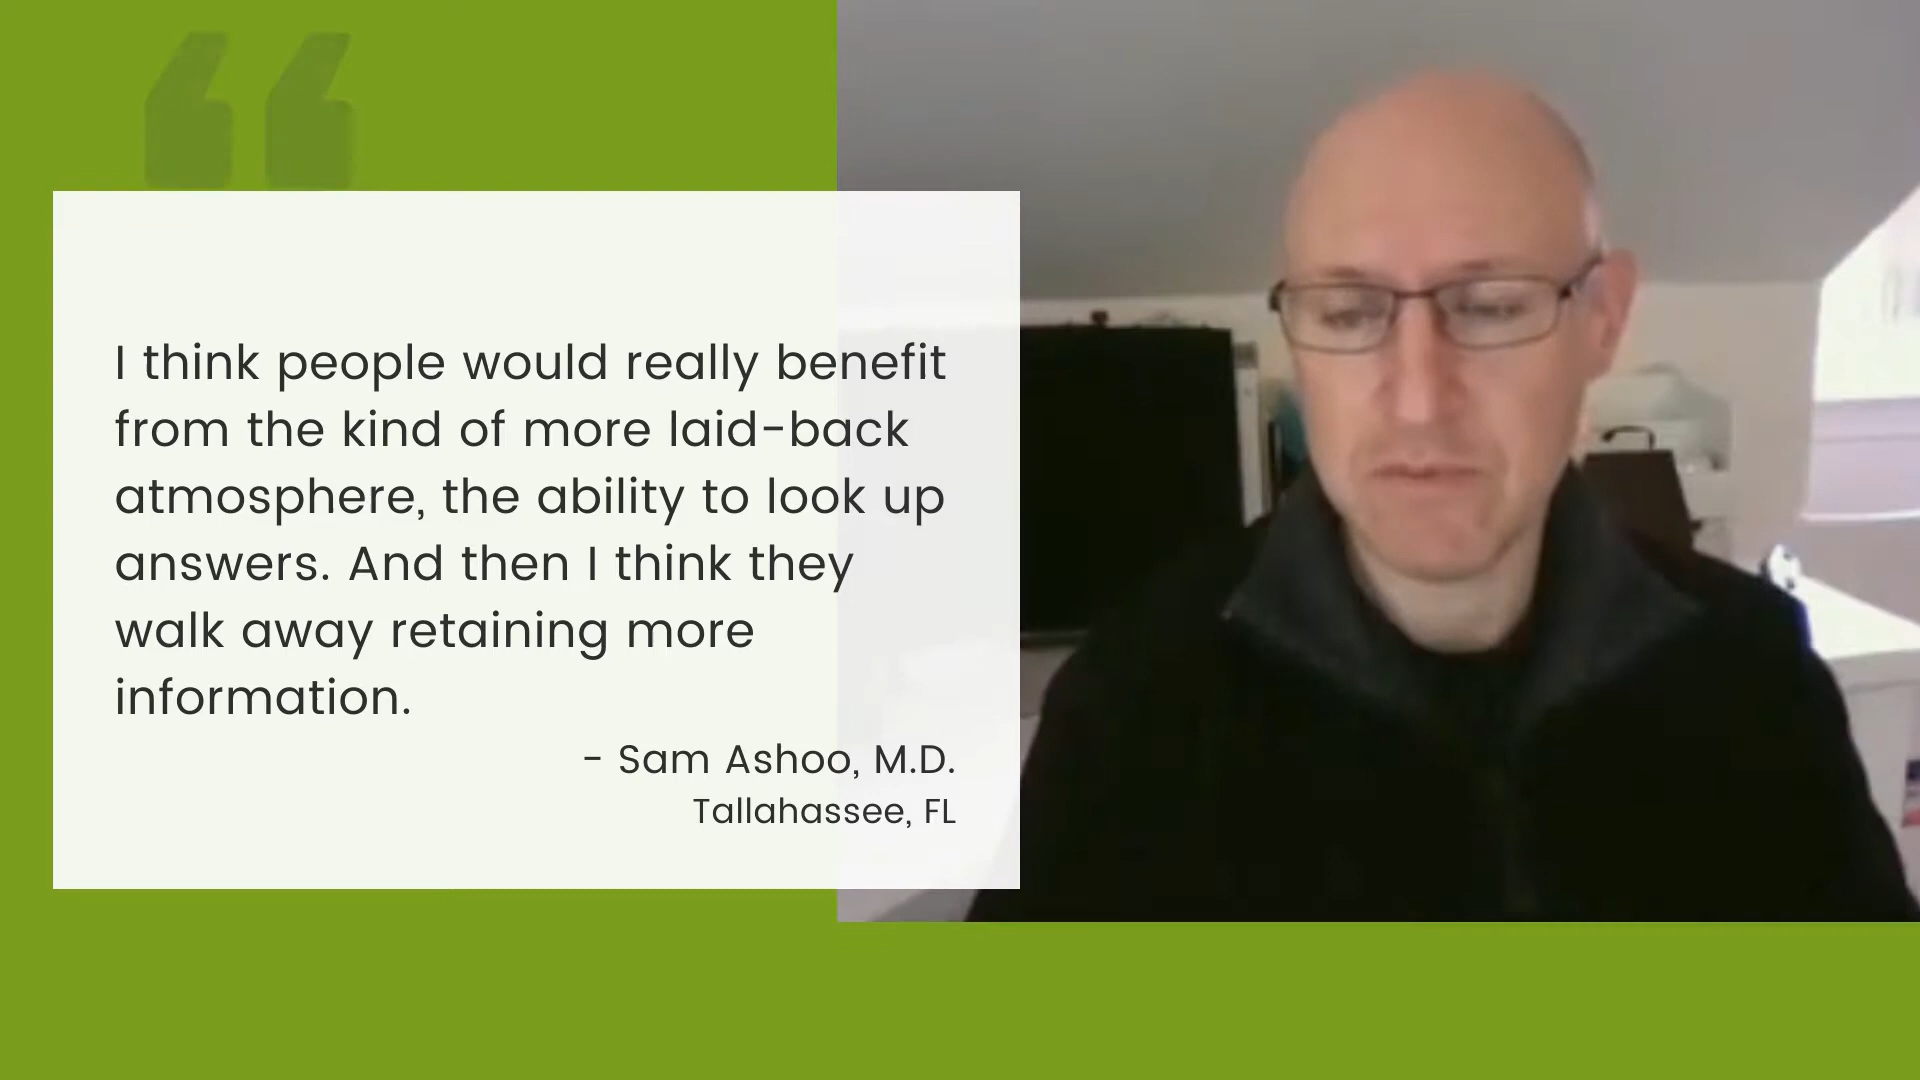 I think people would really benefit
from the kind of more laid-back
atmosphere, the ability to look up
answers. And then I think they
walk away retaining more
information.
- Sam Ashoo, M.D.
Tallahassee, FL